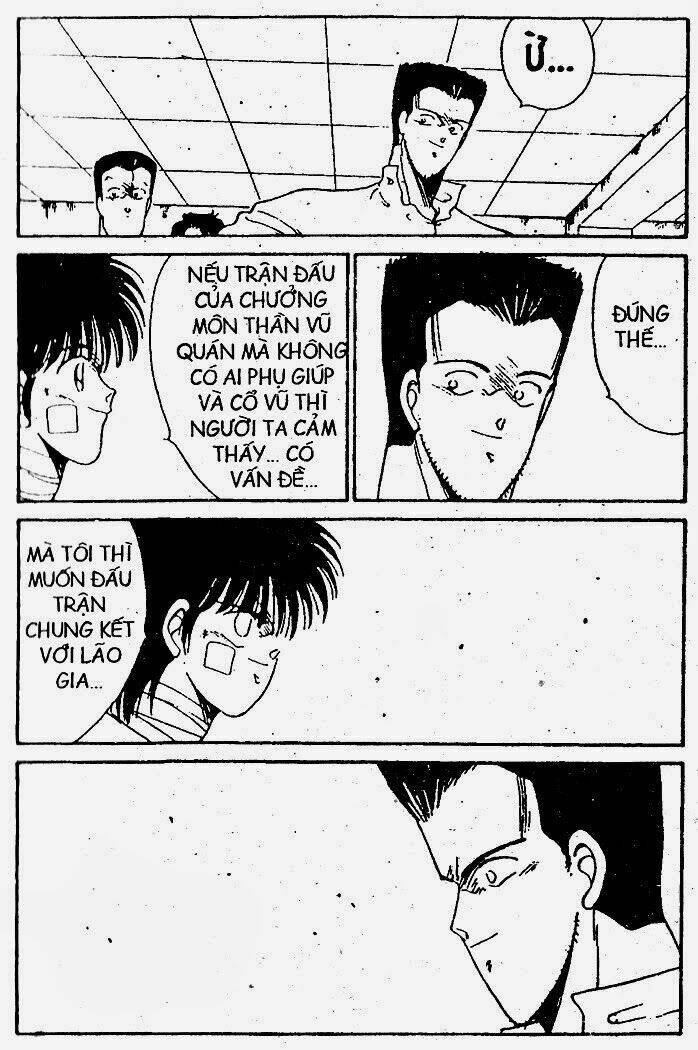 Ừ...
NẾU TRẬN ĐẤU
CỦA CHƯỞNG
MÔN THẦN VŨ
QUÁN MÀ KHÔNG
CÓ AI PHỤ GIÚP
VÀ CỔ VŨ THÌ
NGƯỜI TA CẢM
THẤY... CÓ
VẤN ĐỀ...
ĐÚNG
THẾ...
MÀ TÔI THÌ
MUỐN ĐẤU
TRẬN
CHUNG KẾT
VỚI LÃO
GIA...